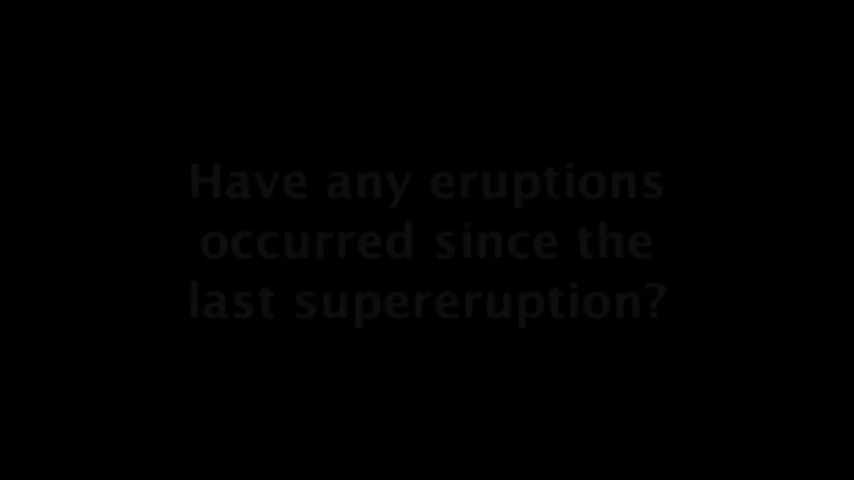 Have any eruptions
occurred since the
last supereruption?